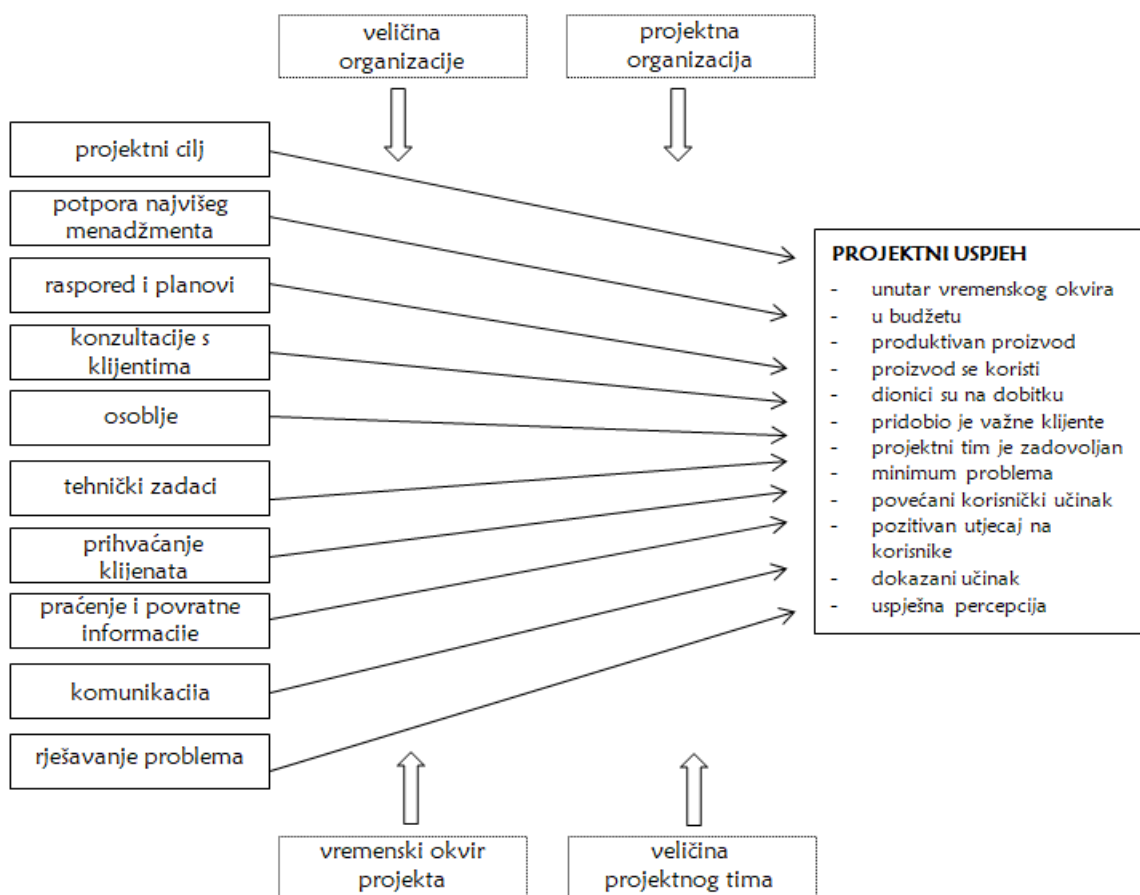 veličina
organizacije
projektna
organizacija
projektni cilj
potpora najvišeg
menadžmenta
raspored i planovi
konzultacije s
klijentima
osoblje
tehnički zadaci
prihvaćanje
klijenata
praćenje i povratne
informacije
komunikacija
rješavanje problema
PROJEKTNI USPJEH
- unutar vremenskog okvira
- u budžetu
- produktivan proizvod
- proizvod se koristi
- dionici su na dobitku
- pridobio je važne klijente
- projektni tim je zadovoljan
- minimum problema
- povećani korisnički učinak
- pozitivan utjecaj na
korisnike
- dokazani učinak
- uspješna percepcija
vremenski okvir
projekta
veličina
projektnog tima